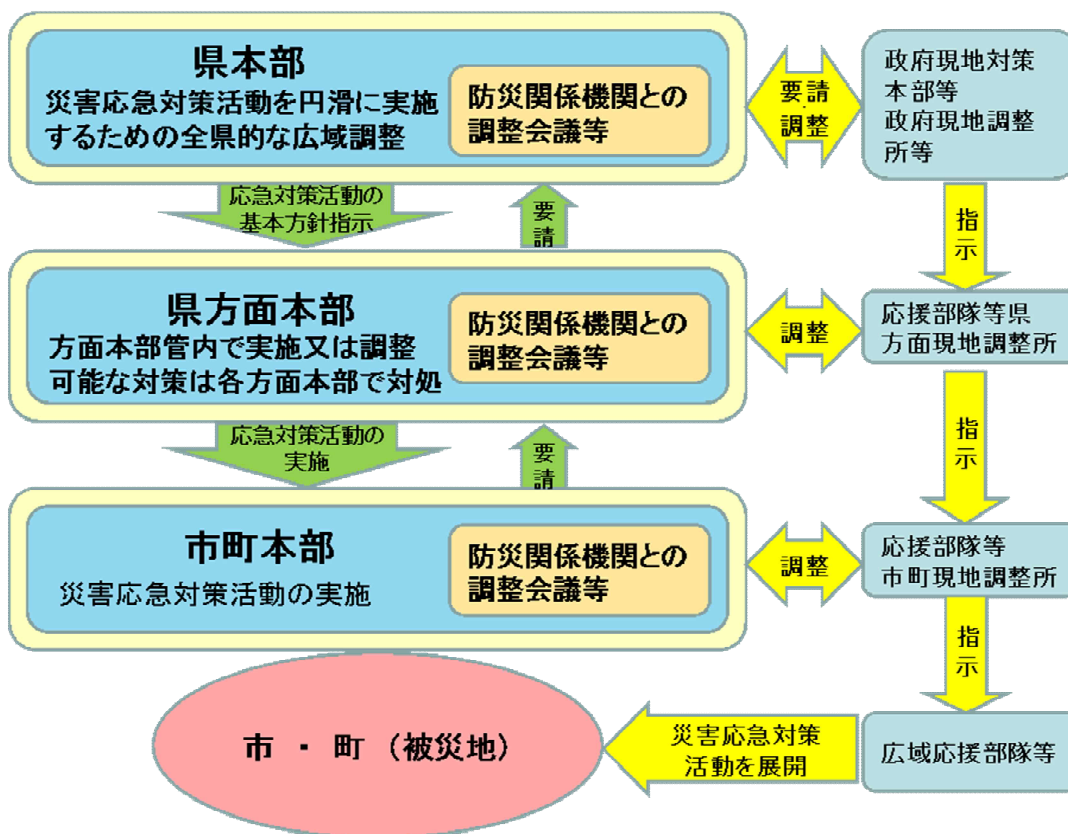 県本部
災害応急対策活動を円滑に実施
するための全県的な広域調整
防災関係機関との
調整会議等
要請
・
調整
政府現地対策
本部等
政府現地調整
所等
応急対策活動の
基本方針指示
要請
指示
県方面本部
方面本部管内で実施又は調整
可能な対策は各方面本部で対処
防災関係機関との
調整会議等
調整
応援部隊等県
方面現地調整所
応急対策活動の
実施
要請
指示
市町本部
災害応急対策活動の実施
防災関係機関との
調整会議等
調整
応援部隊等
市町現地調整所
指示
市 ・ 町 (被災地)
災害応急対策
活動を展開
広域応援部隊等